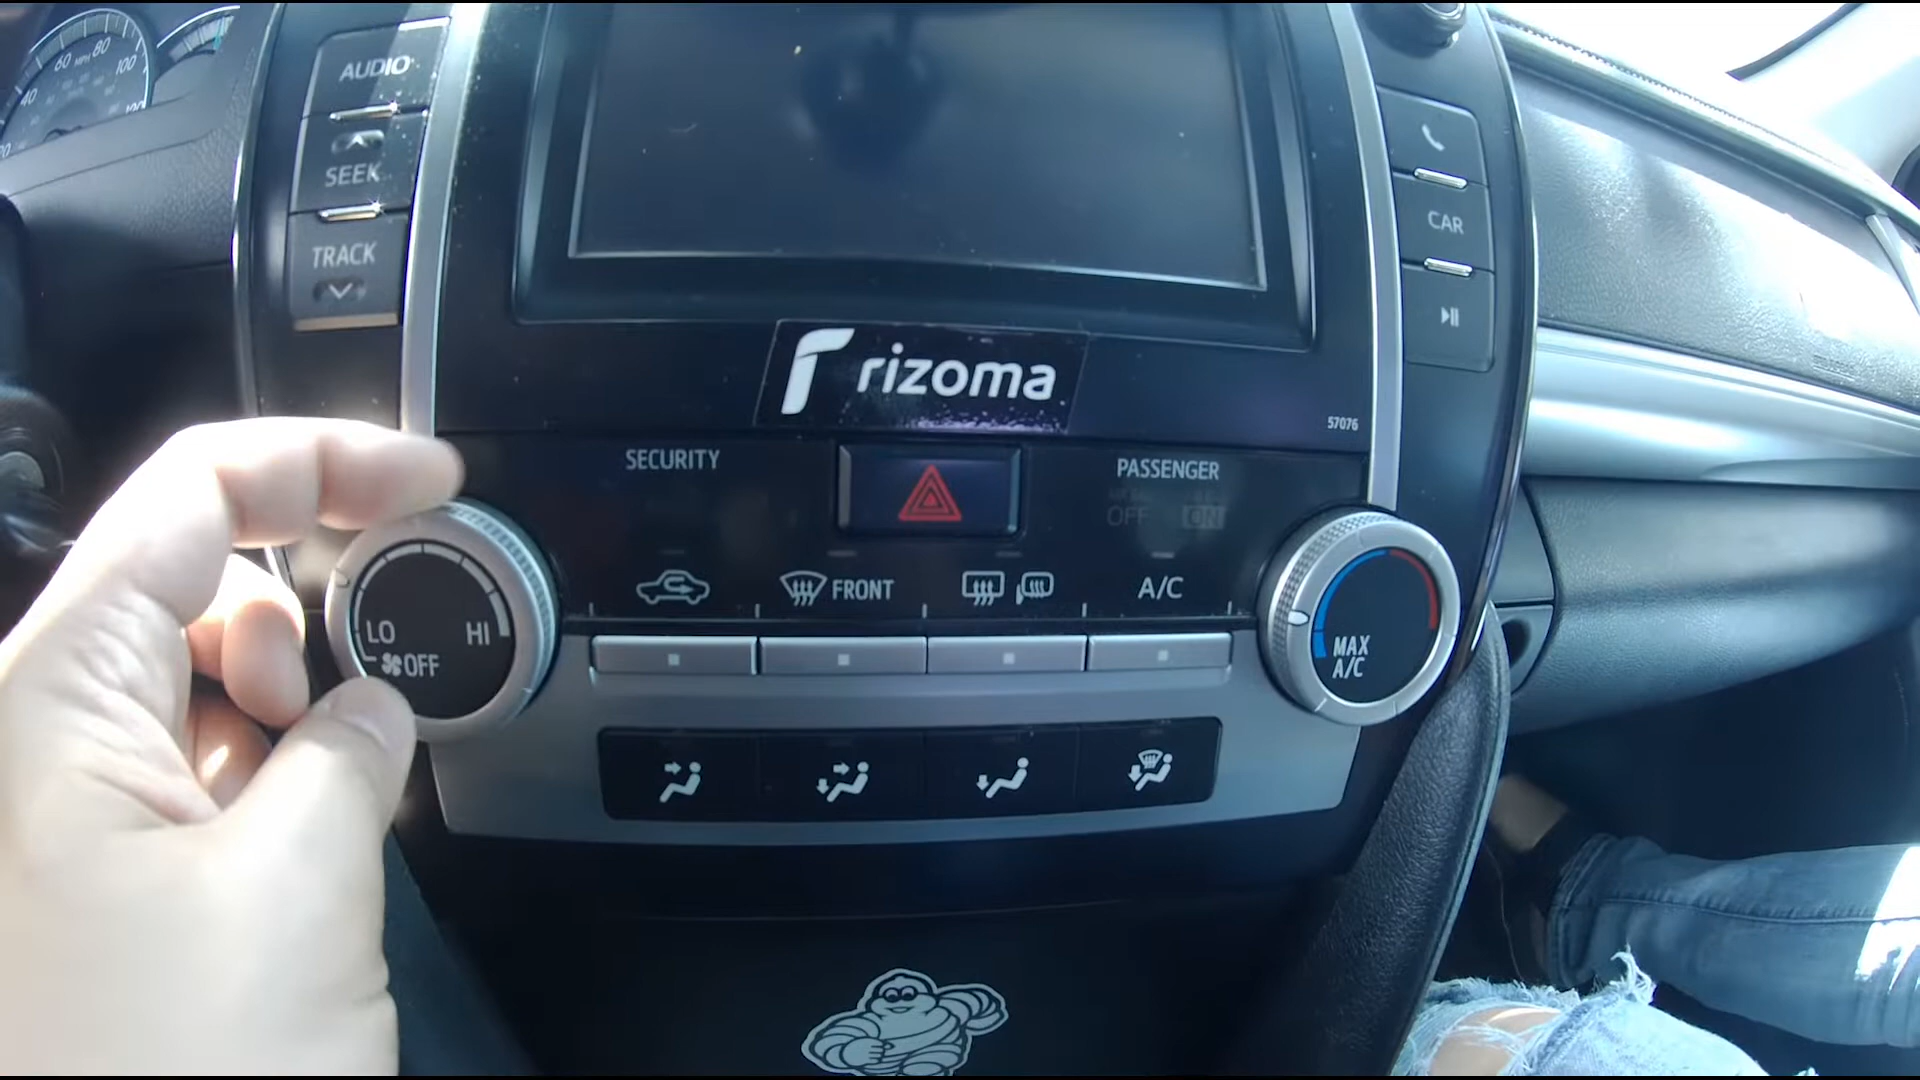 60 MPH 80
100
40
AUDIO
SEEK
TRACK
CAR
rizoma
57076
SECURITY
PASSENGER
OFF ON
LO HI
OFF
FRONT
A/C
MAX
A/C